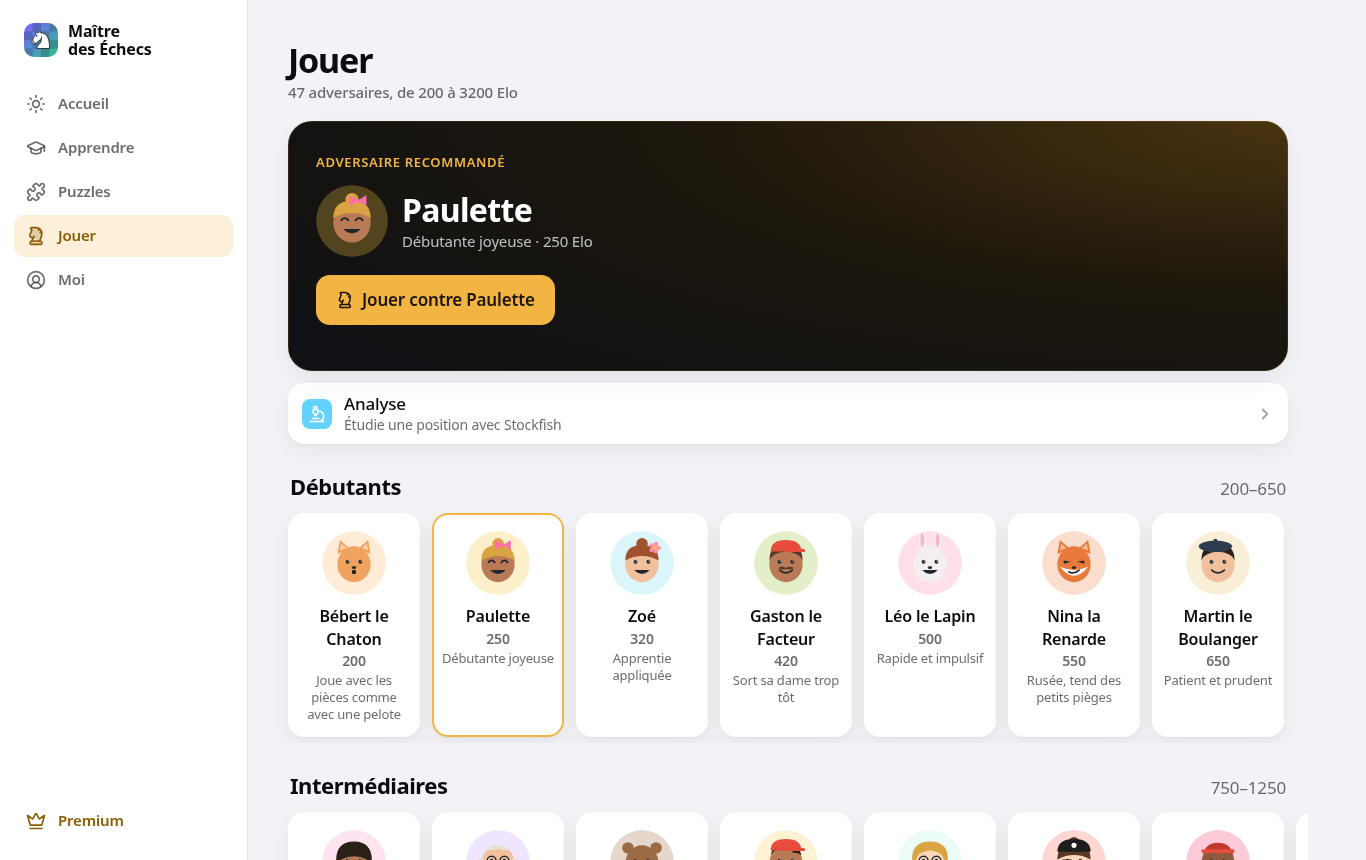 Maître
des Échecs
Accueil
Apprendre
Puzzles
Jouer
Moi
Premium
Jouer
47 adversaires, de 200 à 3200 Elo
ADVERSAIRE RECOMMANDÉ
Paulette
Débutante joyeuse · 250 Elo
Jouer contre Paulette
Analyse
Étudie une position avec Stockfish
Débutants
200–650
Bébert le
Chaton
200
Joue avec les
pièces comme
avec une pelote
Paulette
250
Débutante joyeuse
Zoé
320
Apprentie
appliquée
Gaston le
Facteur
420
Sort sa dame trop
tôt
Léo le Lapin
500
Rapide et impulsif
Nina la
Renarde
550
Rusée, tend des
petits pièges
Martin le
Boulanger
650
Patient et prudent
Intermédiaires
750–1250